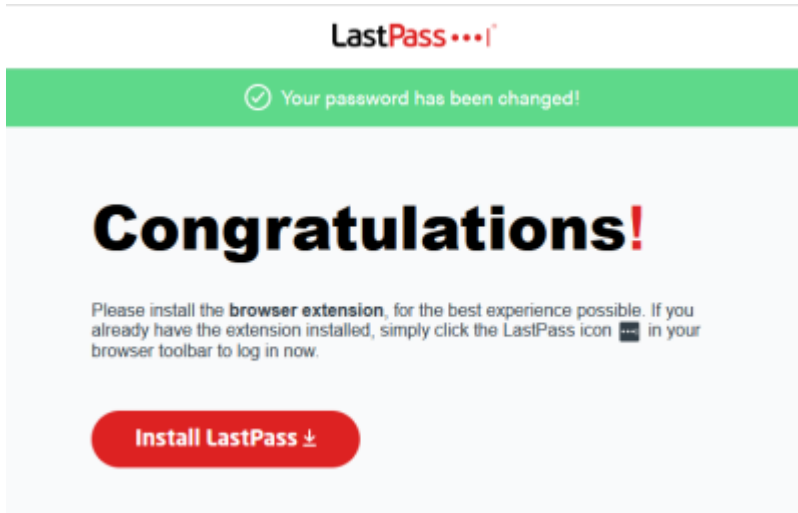 LastPass
Your password has been changed!
Congratulations!
Please install the browser extension, for the best experience possible. If you
already have the extension installed, simply click the LastPass icon in your
browser toolbar to log in now.
Install LastPass